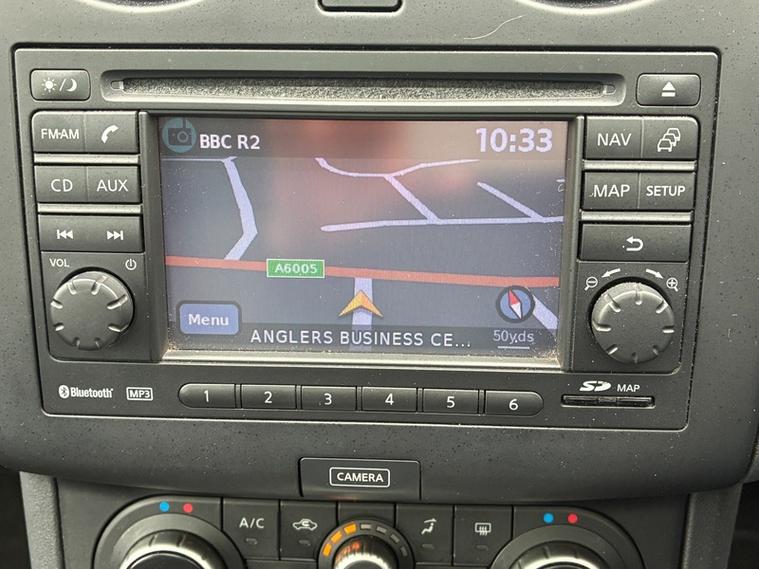 FM·AM
CD AUX
VOL
BBC R2 10:33
A6005
Menu
ANGLERS BUSINESS CE...
50yds
NAV
MAP SETUP
Bluetooth MP3
1 2 3 4 5 6
SD MAP
CAMERA
A/C